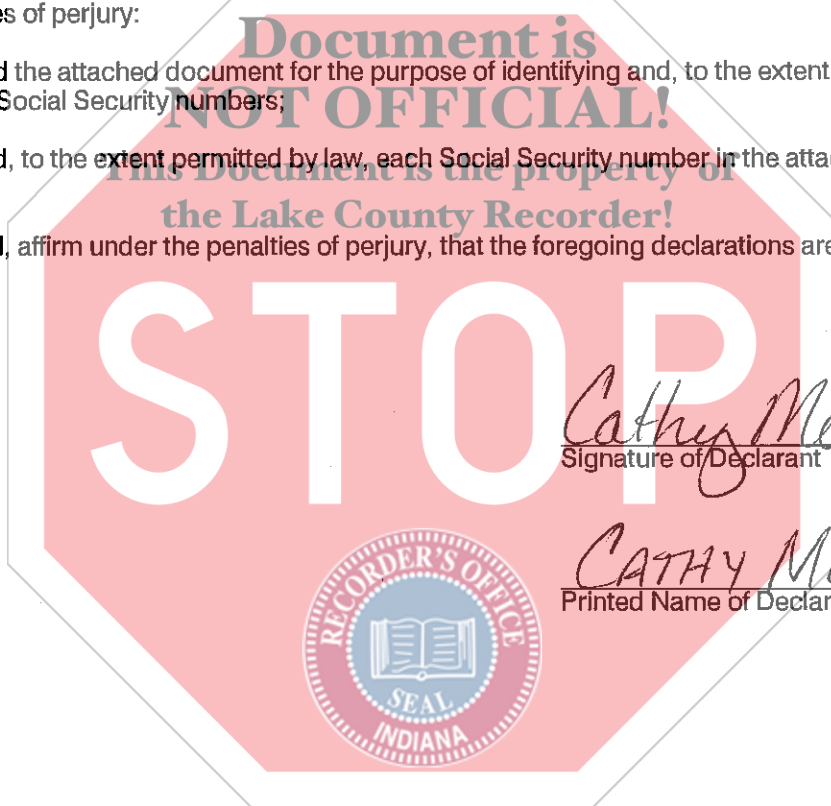 es of perjury:
Document is
d the attached document for the purpose of identifying and, to the extent
Social Security numbers;
NOT OFFICIAL!
d, to the extent permitted by law, each Social Security number in the attac
This Document is the property of
the Lake County Recorder!
d, affirm under the penalties of perjury, that the foregoing declarations are
STOP
Cathy Me
Signature of Declarant
CATHY M
Printed Name of Declar
RECORDER'S OFFICE
SEAL
INDIANA